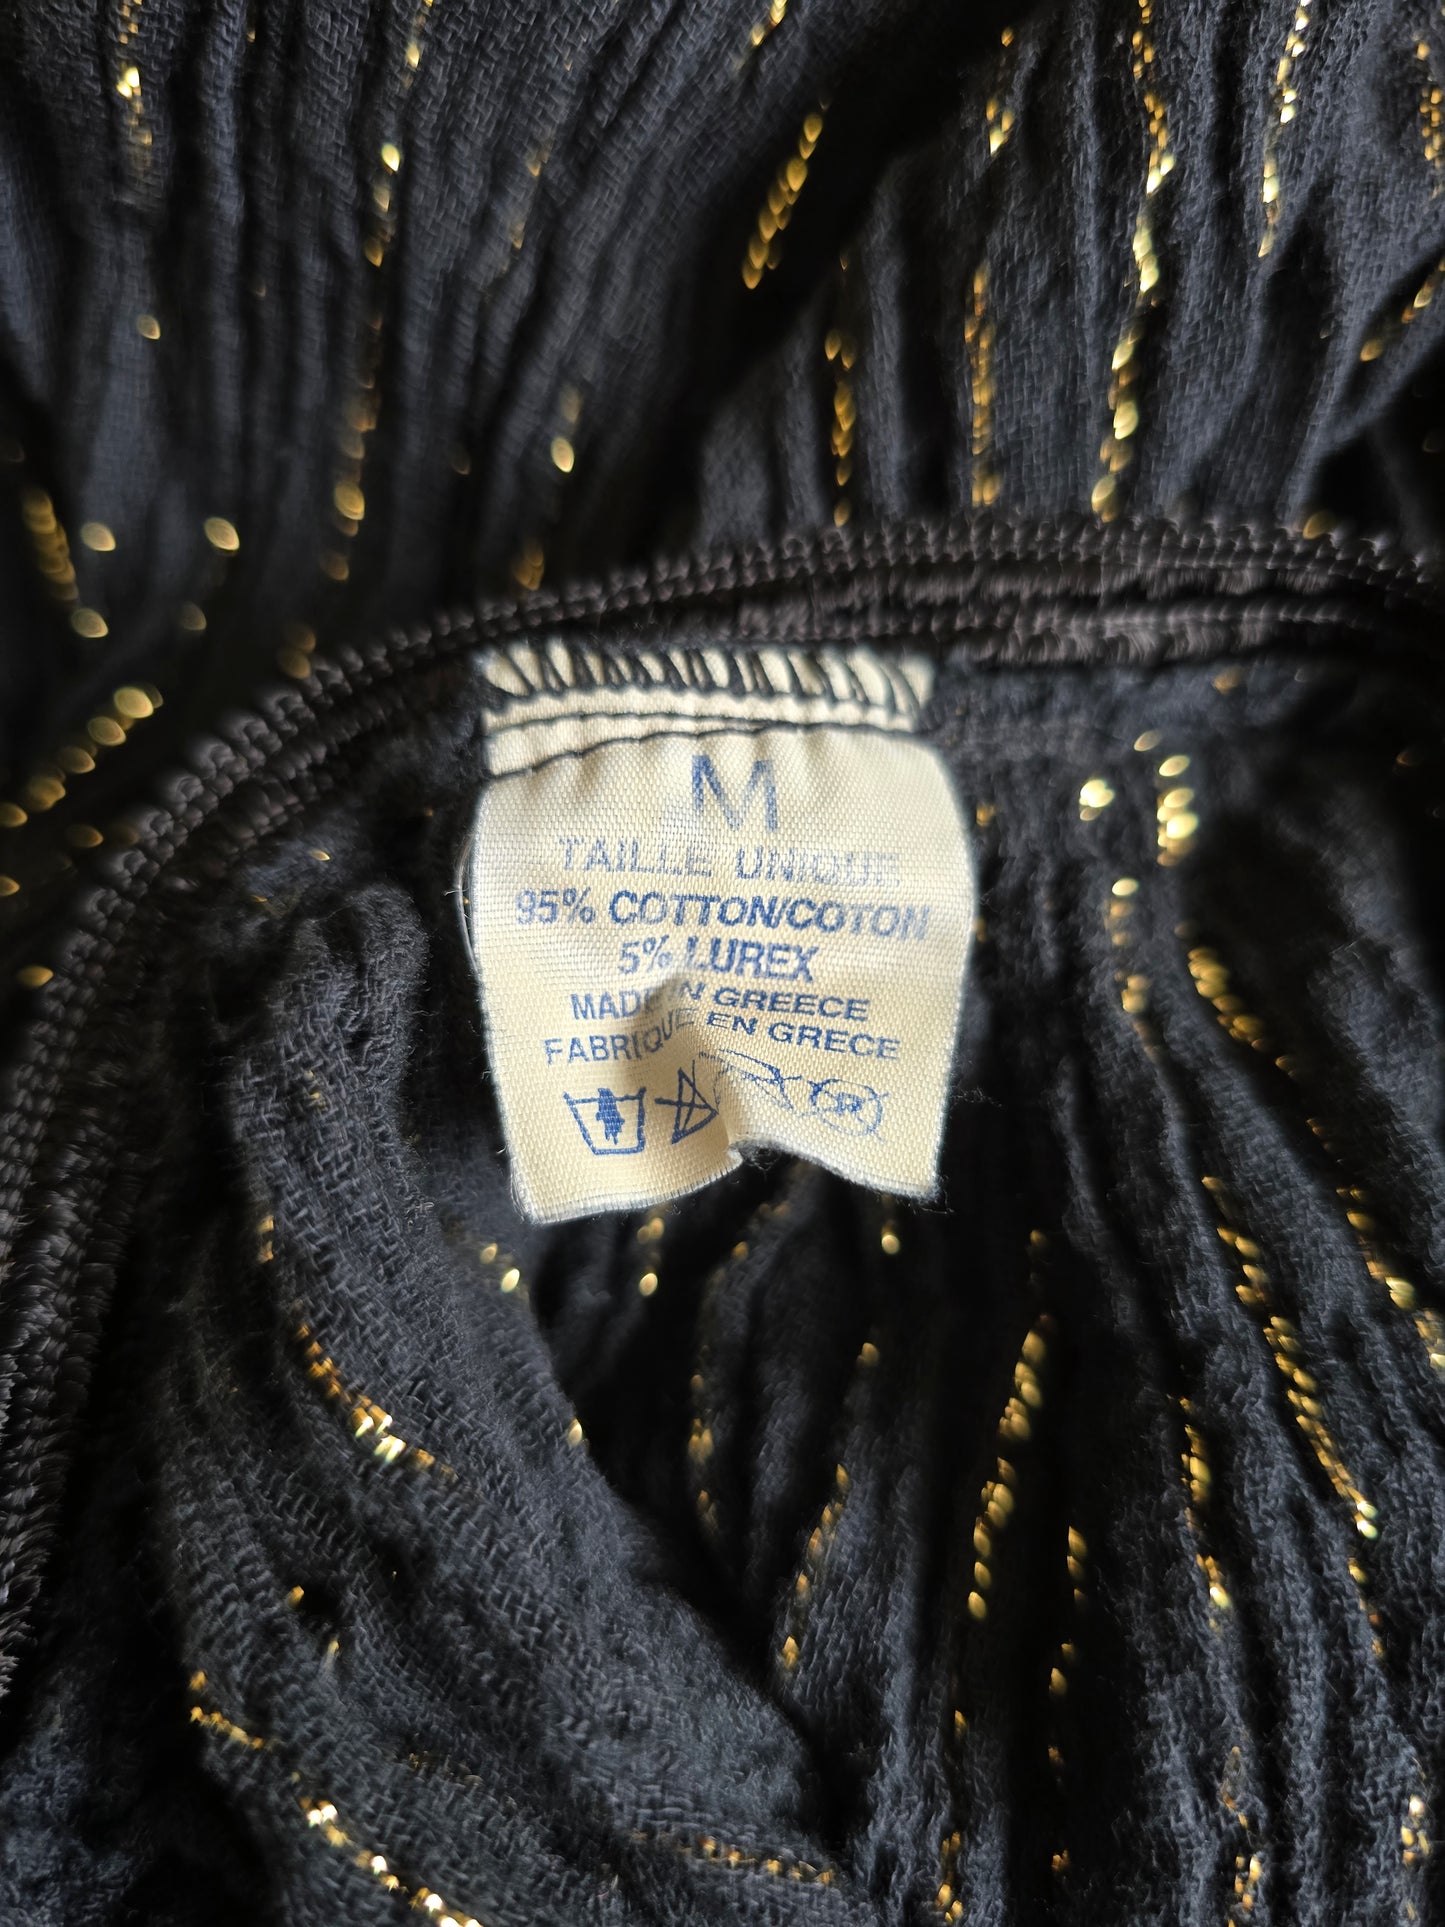 M
TAILLE UNIQUE
95% COTTON/COTON
5% LUREX
MADE IN GREECE
FABRIQUE EN GRECE